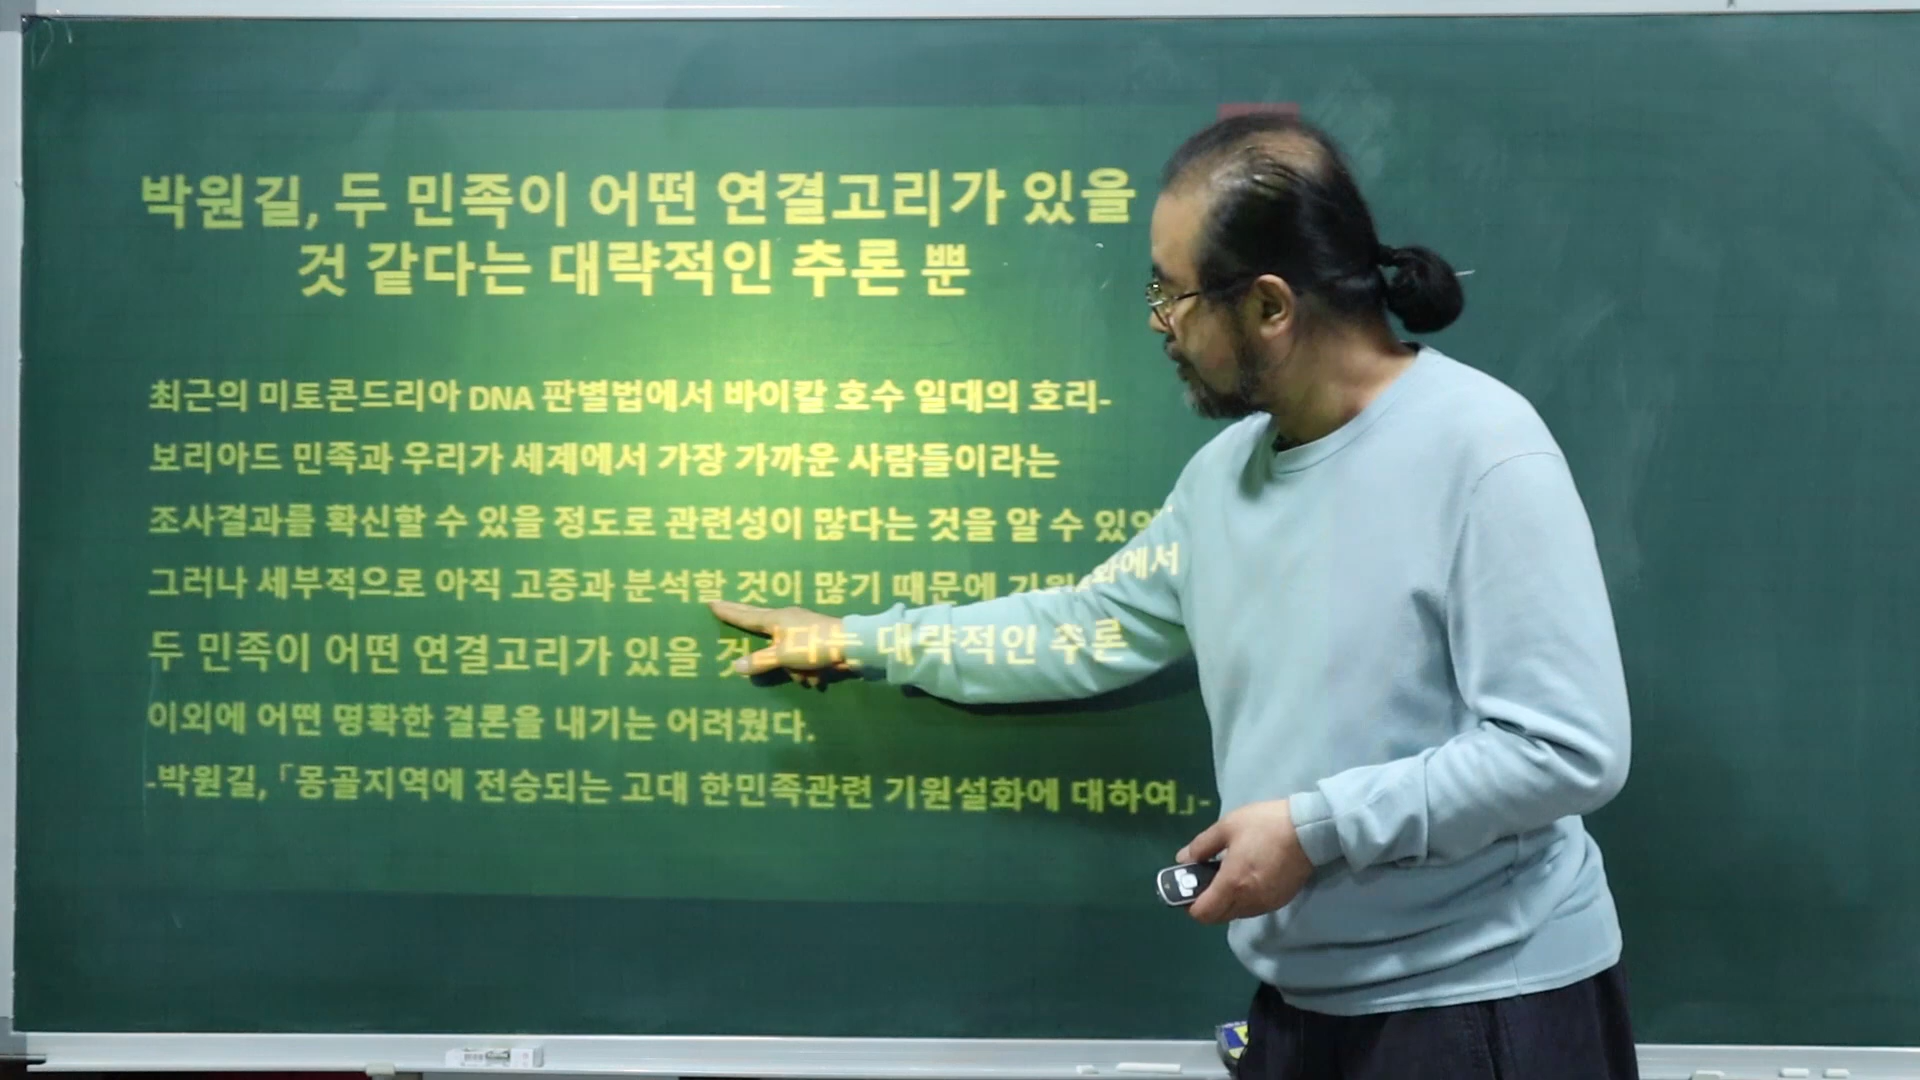 박원길, 두 민족이 어떤 연결고리가 있을
것 같다는 대략적인 추론 뿐
최근의 미토콘드리아 DNA 판별법에서 바이칼 호수 일대의 호리-
보리아드 민족과 우리가 세계에서 가장 가까운 사람들이라는
조사결과를 확신할 수 있을 정도로 관련성이 많다는 것을 알 수
그러나 세부적으로 아직 고증과 분석할 것이 많기 때문에
두 민족이 어떤 연결고리가 있을 대략적인 추론
이외에 어떤 명확한 결론을 내기는 어려웠다.
-박원길, 「몽골지역에 전승되는 고대 한민족관련 기원설화에 대하여」-